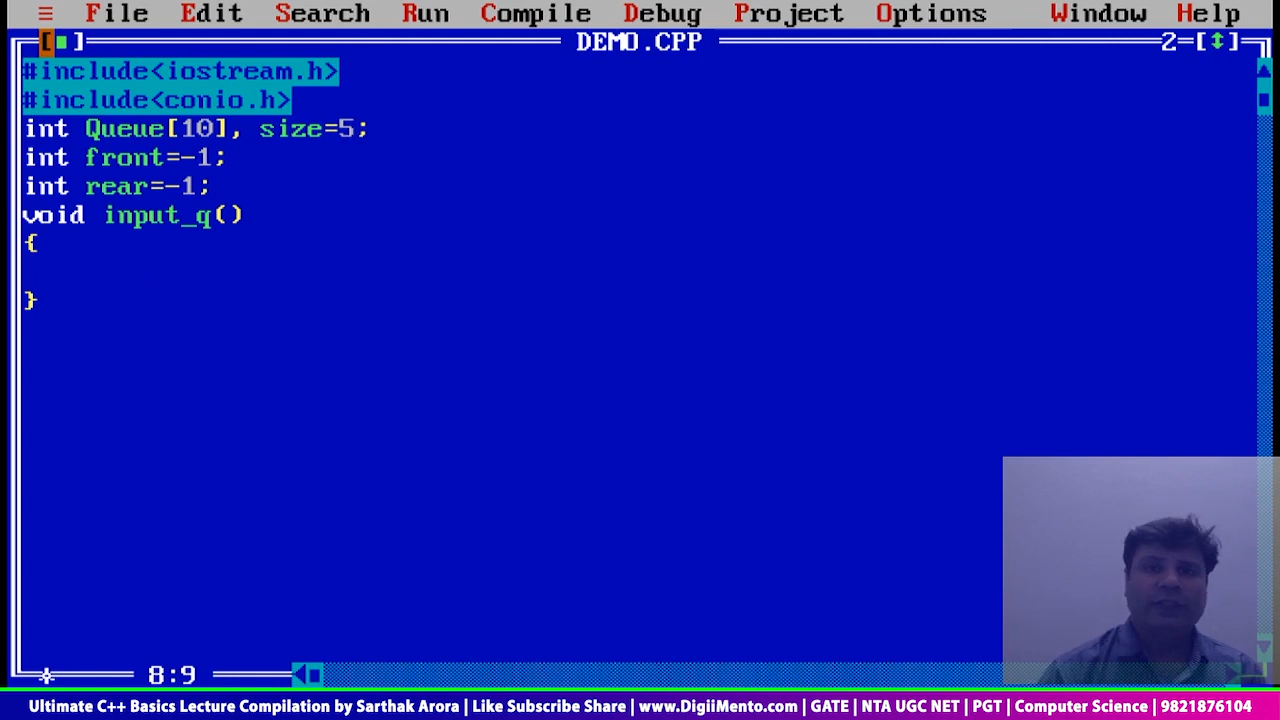 ≡ File Edit Search Run Compile Debug Project Options Window Help
[■] DEMO.CPP 2=[↕]
#include<iostream.h>
#include<conio.h>
int Queue[10], size=5;
int front=-1;
int rear=-1;
void input_q()
{
}
8:9
Ultimate C++ Basics Lecture Compilation by Sarthak Arora | Like Subscribe Share | www.DigiiMento.com | GATE | NTA UGC NET | PGT | Computer Science | 9821876104